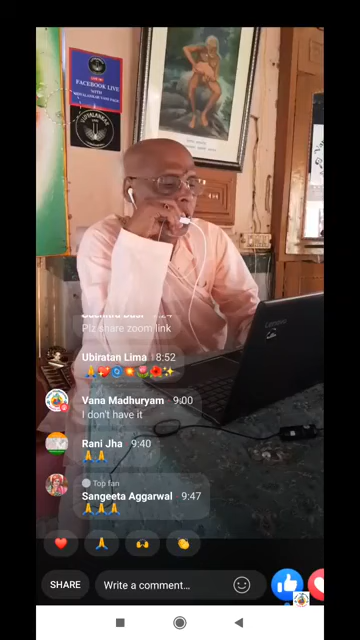 FACEBOOK LIVE
WITH
Plz share zoom link
Ubiratan Lima 8:52
🙏💓🌀💥🌷🌺✨
Vana Madhuryam 9:00
I don't have it
Rani Jha 9:40
🙏🙏
Top fan
Sangeeta Aggarwal 9:47
🙏🙏🙏
SHARE
Write a comment...